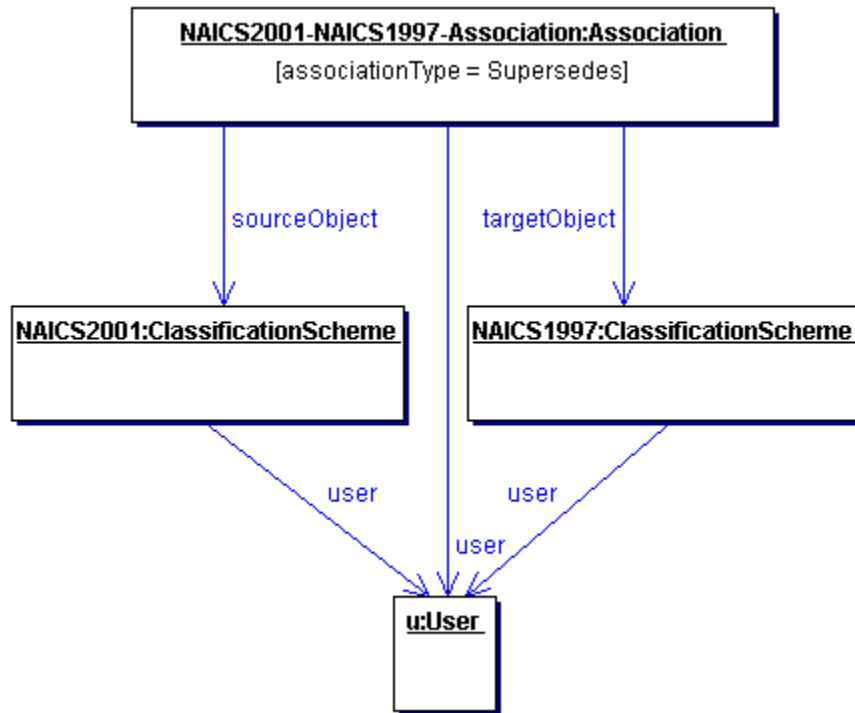 NAICS2001-NAICS1997-Association:Association
[associationType = Supersedes]
sourceObject
targetObject
NAICS2001:ClassificationScheme
NAICS1997:ClassificationScheme
user
user
user
u:User